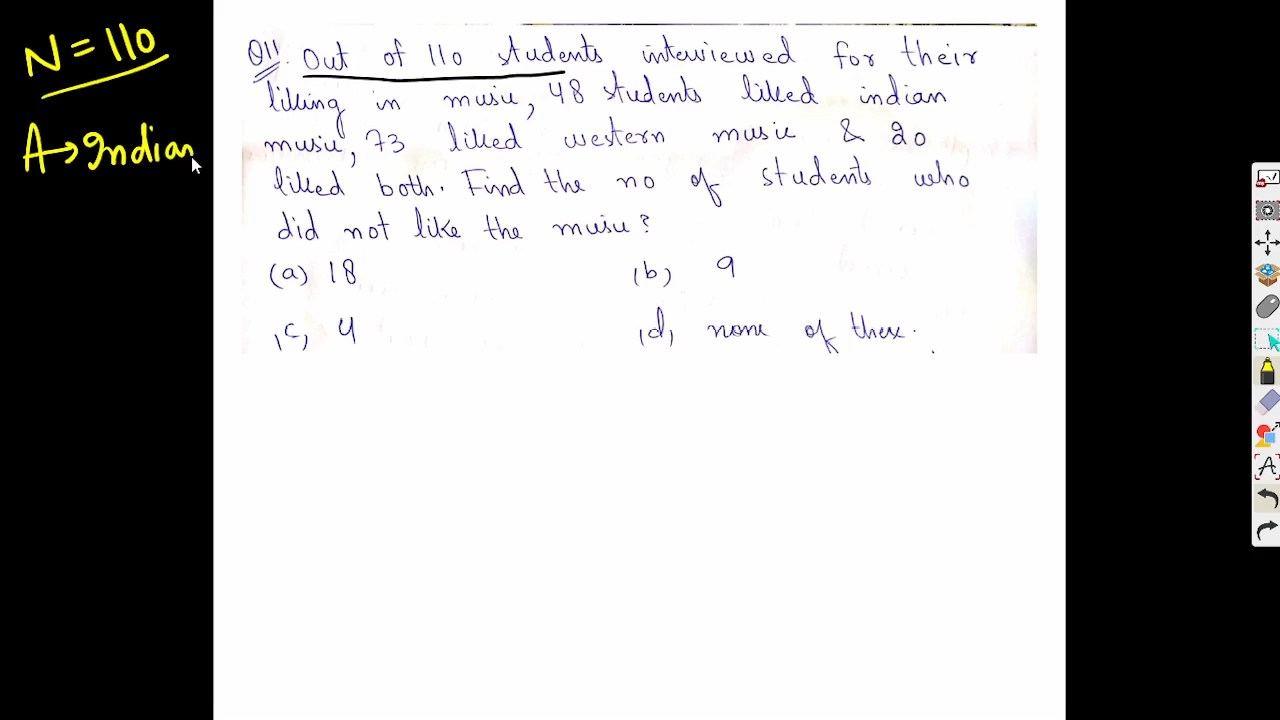 N = 110
A → Indian
Q11. Out of 110 students interviewed for their
liking in music, 48 students liked indian
music, 73 liked western music & 20
liked both. Find the no of students who
did not like the music?
(a) 18 (b) 9
(c) 4 (d) none of these.